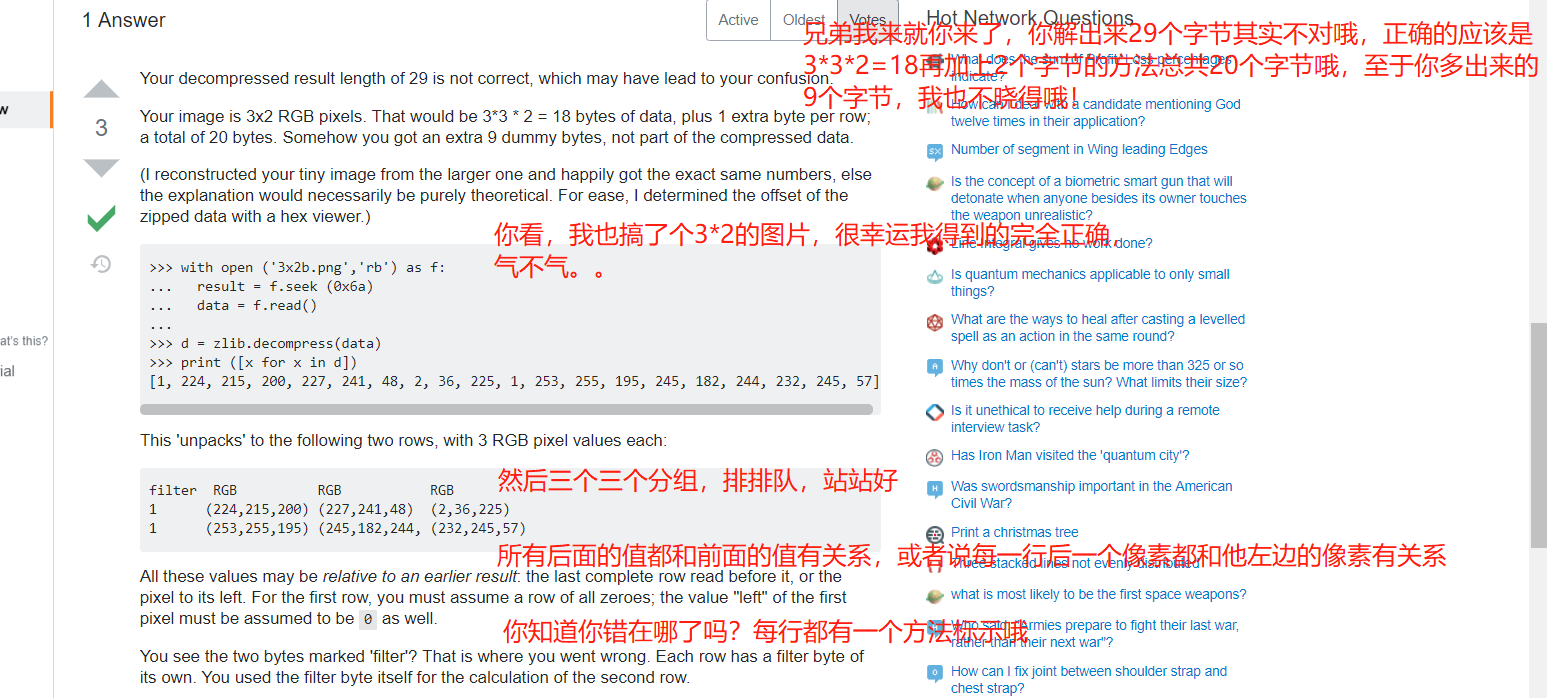 1 Answer
Active
Oldest
Votes
w
3
at's this?
ial
Your decompressed result length of 29 is not correct, which may have lead to your confusion.
Your image is 3x2 RGB pixels. That would be 3*3 * 2 = 18 bytes of data, plus 1 extra byte per row;
a total of 20 bytes. Somehow you got an extra 9 dummy bytes, not part of the compressed data.
(I reconstructed your tiny image from the larger one and happily got the exact same numbers, else
the explanation would necessarily be purely theoretical. For ease, I determined the offset of the
zipped data with a hex viewer.)
>>> with open ('3x2b.png','rb') as f:
...   result = f.seek (0x6a)
...   data = f.read()
...
>>> d = zlib.decompress(data)
>>> print ([x for x in d])
[1, 224, 215, 200, 227, 241, 48, 2, 36, 225, 1, 253, 255, 195, 245, 182, 244, 232, 245, 57]
This 'unpacks' to the following two rows, with 3 RGB pixel values each:
filter RGB RGB RGB
1 (224,215,200) (227,241,48) (2,36,225)
1 (253,255,195) (245,182,244, (232,245,57)
All these values may be relative to an earlier result: the last complete row read before it, or the
pixel to its left. For the first row, you must assume a row of all zeroes; the value "left" of the first
pixel must be assumed to be 0 as well.
You see the two bytes marked 'filter'? That is where you went wrong. Each row has a filter byte of
its own. You used the filter byte itself for the calculation of the second row.
兄弟我来就你来了，你解出来29个字节其实不对哦，正确的应该是
3*3*2=18再加上2个字节的方法总共20个字节哦，至于你多出来的
9个字节，我也不晓得哦！
你看，我也搞了个3*2的图片，很幸运我得到的完全正确，
气不气。。
然后三个三个分组，排排队，站站好
所有后面的值都和前面的值有关系，或者说每一行后一个像素都和他左边的像素有关系
你知道你错在哪了吗？每行都有一个方法标示哦
Hot Network Questions
What does the sum of Profit / Loss percentages
indicate?
How can I deal with a candidate mentioning God
twelve times in their application?
Number of segment in Wing leading Edges
Is the concept of a biometric smart gun that will
detonate when anyone besides its owner touches
the weapon unrealistic?
Line integral gives no work done?
Is quantum mechanics applicable to only small
things?
What are the ways to heal after casting a levelled
spell as an action in the same round?
Why don't or (can't) stars be more than 325 or so
times the mass of the sun? What limits their size?
Is it unethical to receive help during a remote
interview task?
Has Iron Man visited the 'quantum city'?
Was swordsmanship important in the American
Civil War?
Print a christmas tree
Three stacked lines not evenly distributed
what is most likely to be the first space weapons?
Who said "Armies prepare to fight their last war,
rather than their next war"?
How can I fix joint between shoulder strap and
chest strap?